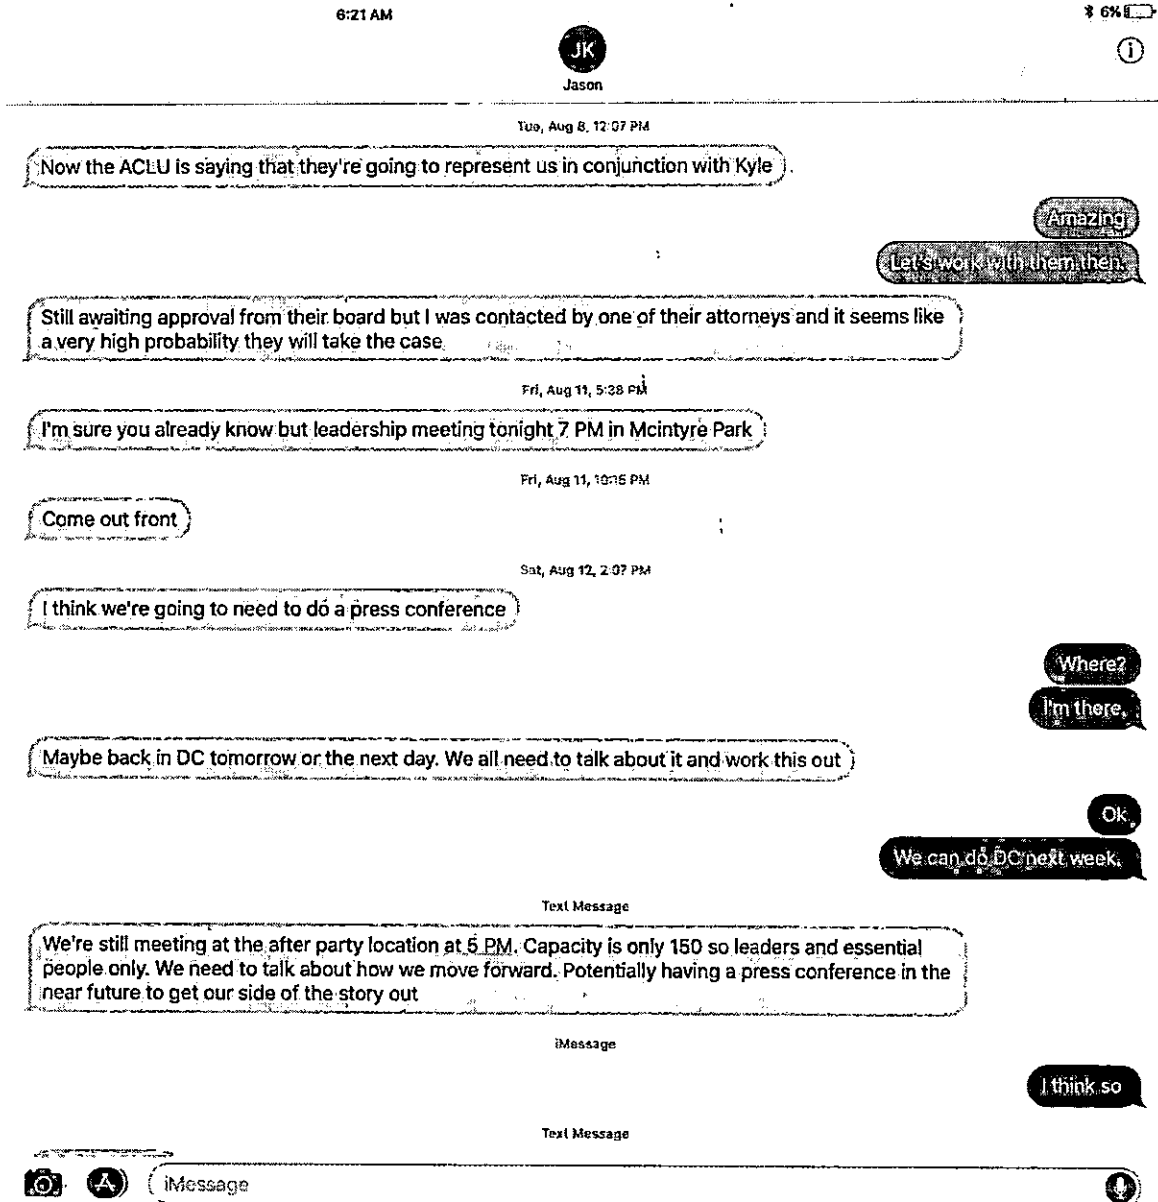 6:21 AM
6%
JK
Jason
Tue, Aug 8, 12:07 PM
Now the ACLU is saying that they're going to represent us in conjunction with Kyle
Amazing
Let's work with them then.
Still awaiting approval from their board but I was contacted by one of their attorneys and it seems like
a very high probability they will take the case
Fri, Aug 11, 5:38 PM
I'm sure you already know but leadership meeting tonight 7 PM in Mcintyre Park
Fri, Aug 11, PM
Come out front
Sat, Aug 12, 2:07 PM
I think we're going to need to do a press conference
Where?
I'm there.
Maybe back in DC tomorrow or the next day. We all need to talk about it and work this out
Ok.
We can do DC next week.
Text Message
We're still meeting at the after party location at 5 PM. Capacity is only 150 so leaders and essential
people only. We need to talk about how we move forward. Potentially having a press conference in the
near future to get our side of the story out
iMessage
I think so
Text Message
iMessage